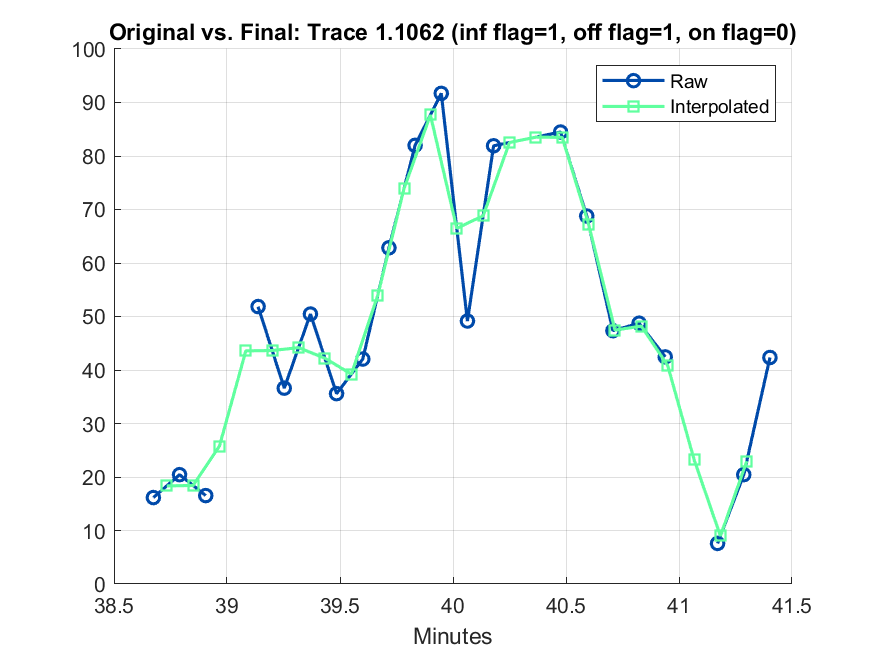 Original vs. Final: Trace 1.1062 (inf flag=1, off flag=1, on flag=0)
100
90
80
70
60
50
40
30
20
10
0
Raw
Interpolated
38.5 39 39.5 40 40.5 41 41.5
Minutes